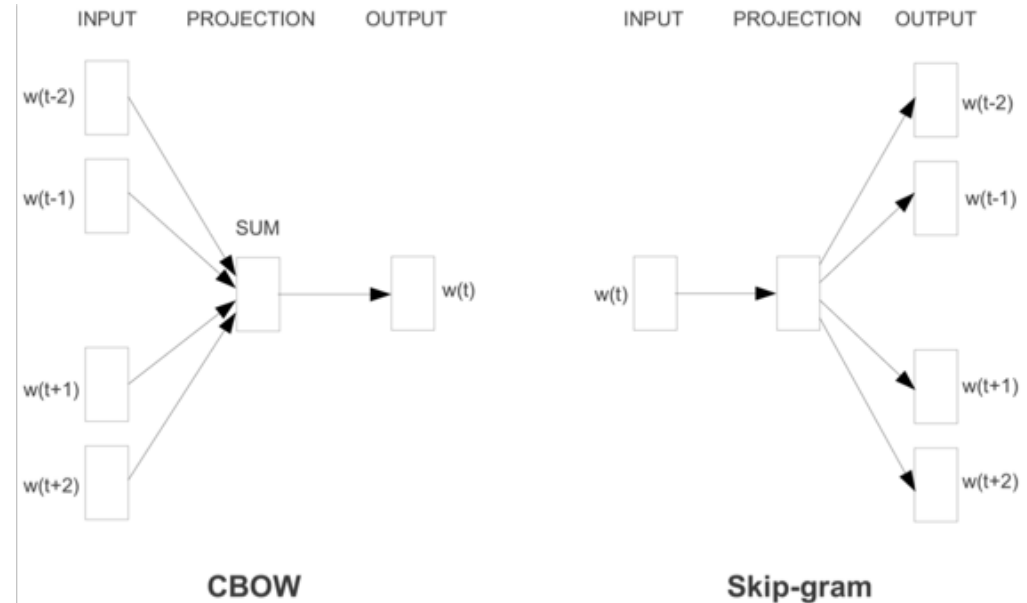 INPUT PROJECTION OUTPUT
w(t-2)
w(t-1)
SUM
w(t)
w(t+1)
w(t+2)
CBOW
INPUT PROJECTION OUTPUT
w(t-2)
w(t-1)
w(t)
w(t+1)
w(t+2)
Skip-gram